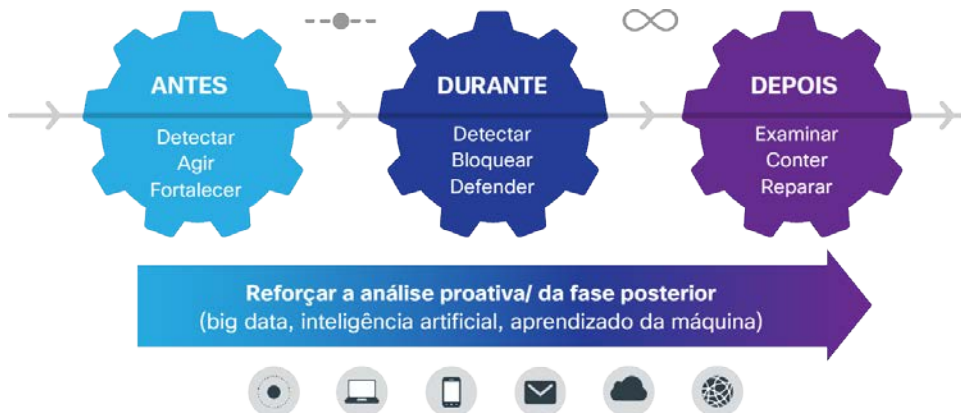 ANTES
Detectar
Agir
Fortalecer
DURANTE
Detectar
Bloquear
Defender
DEPOIS
Examinar
Conter
Reparar
Reforçar a análise proativa/ da fase posterior
(big data, inteligência artificial, aprendizado da máquina)